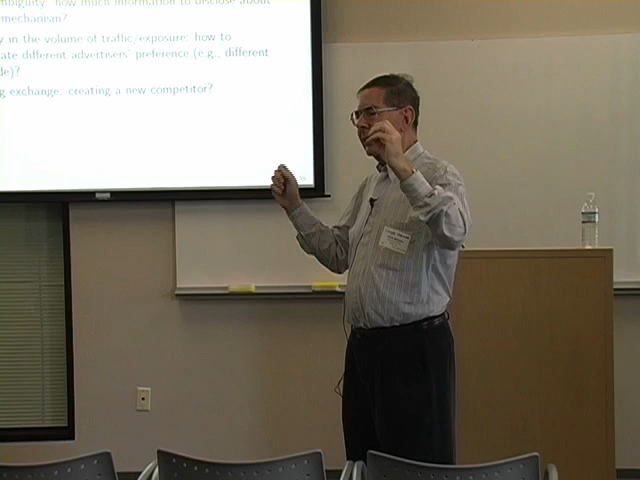 mbiguity: how much information to disclose about
mechanism?
y in the volume of traffic/exposure: how to
ate different advertisers' preference (e.g., different
de)?
g exchange: creating a new competitor?